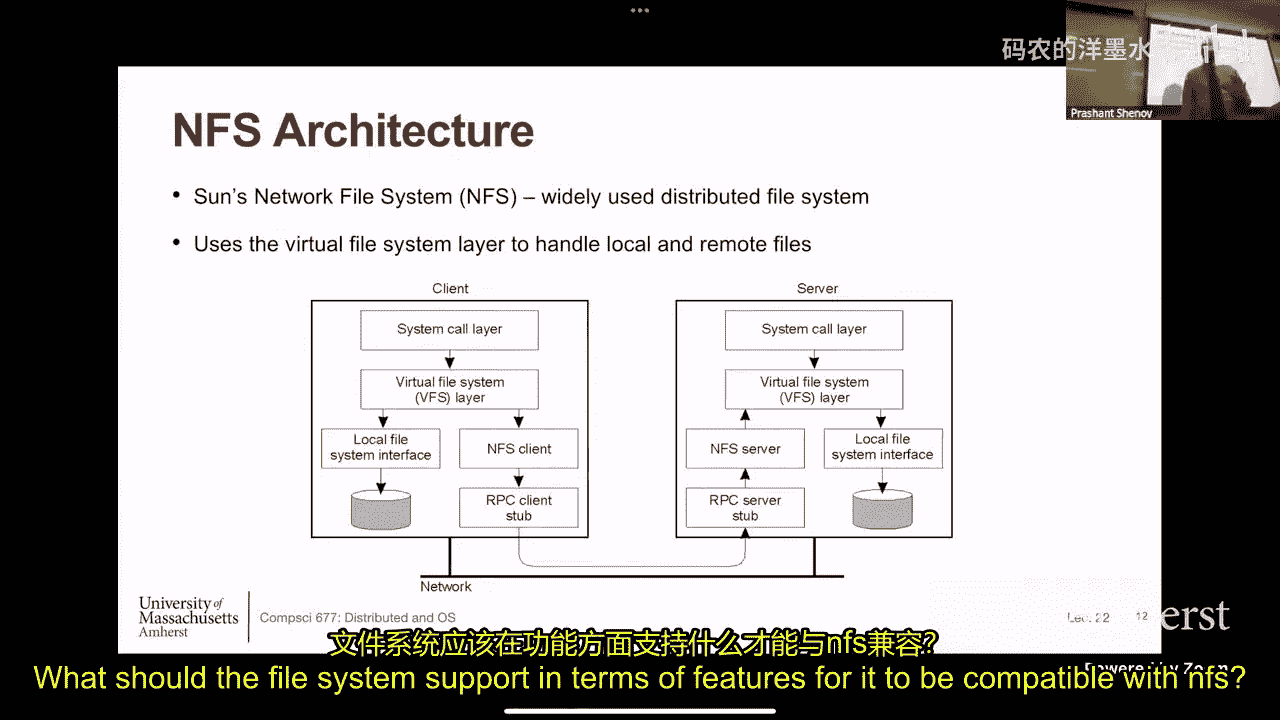 码农的洋墨水
Prashant Shenoy
NFS Architecture
• Sun's Network File System (NFS) – widely used distributed file system
• Uses the virtual file system layer to handle local and remote files
Client
Server
System call layer
System call layer
Virtual file system
(VFS) layer
Virtual file system
(VFS) layer
Local file
system interface
NFS client
NFS server
Local file
system interface
RPC client
stub
RPC server
stub
Network
University of
Massachusetts
Amherst
Compsci 677: Distributed and OS
Lec. 22
12
erst
文件系统应该在功能方面支持什么才能与nfs兼容?
What should the file system support in terms of features for it to be compatible with nfs?